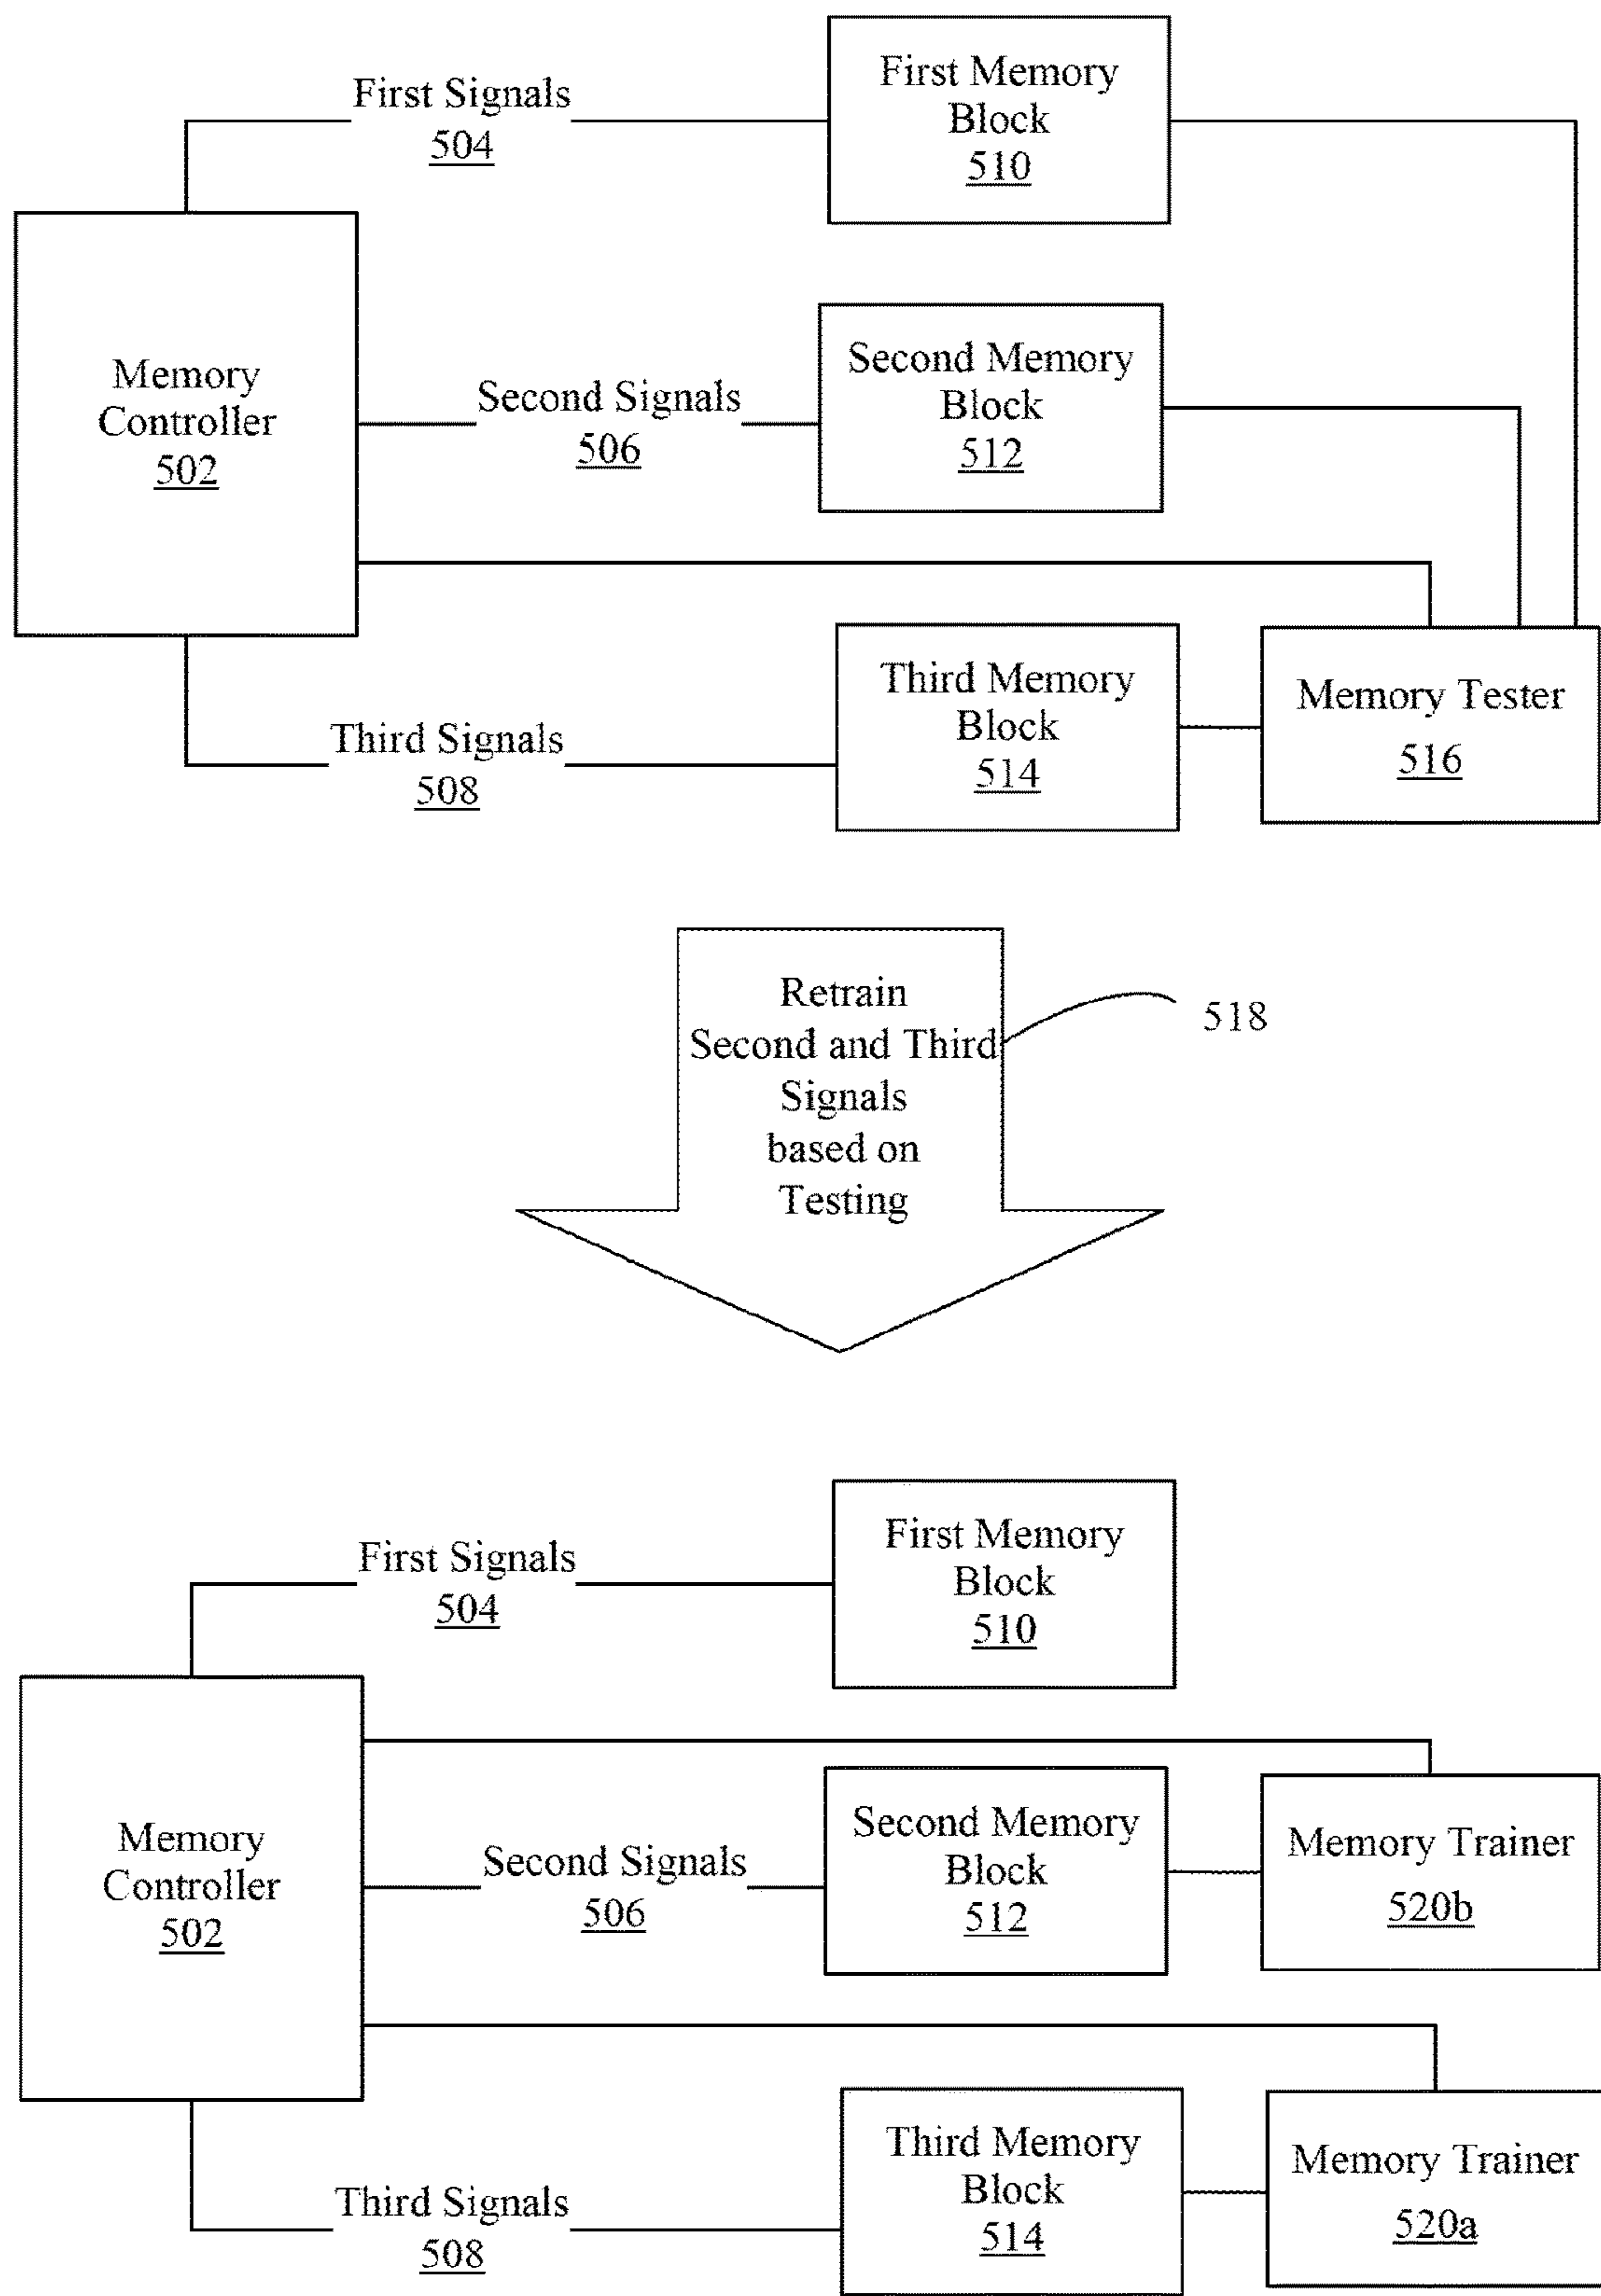 First Signals
504
First Memory
Block
510
Memory
Controller
502
Second Signals
506
Second Memory
Block
512
Third Signals
508
Third Memory
Block
514
Memory Tester
516
Retrain
Second and Third
Signals
based on
Testing
518
First Signals
504
First Memory
Block
510
Memory
Controller
502
Second Signals
506
Second Memory
Block
512
Memory Trainer
520b
Third Signals
508
Third Memory
Block
514
Memory Trainer
520a